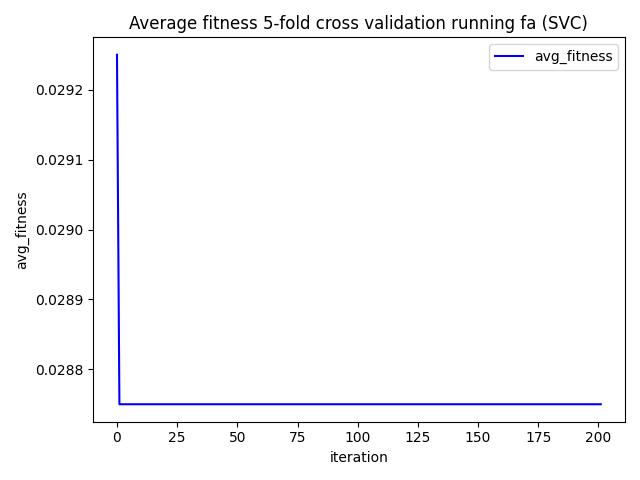 Average fitness 5-fold cross validation running fa (SVC)
avg_fitness
0.0292
0.0291
0.0290
0.0289
0.0288
avg_fitness
0 25 50 75 100 125 150 175 200
iteration